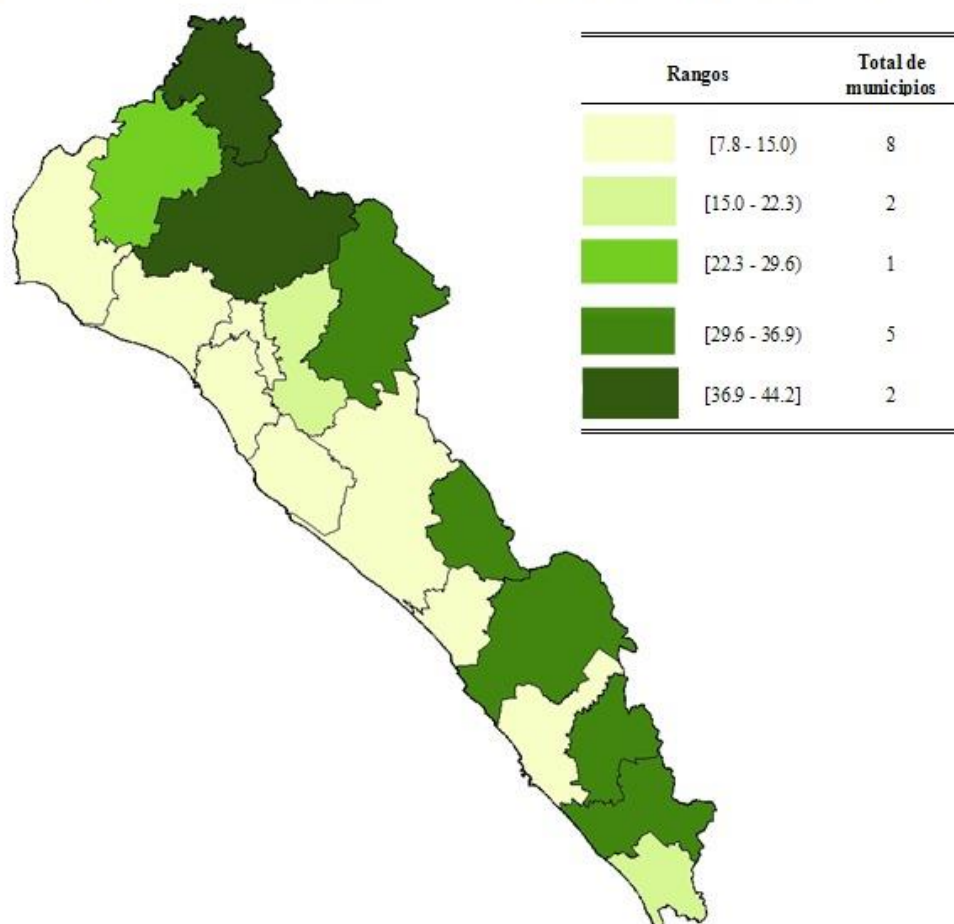 Rangos Total de municipios
[7.8 - 15.0) 8
[15.0 - 22.3) 2
[22.3 - 29.6) 1
[29.6 - 36.9) 5
[36.9 - 44.2] 2